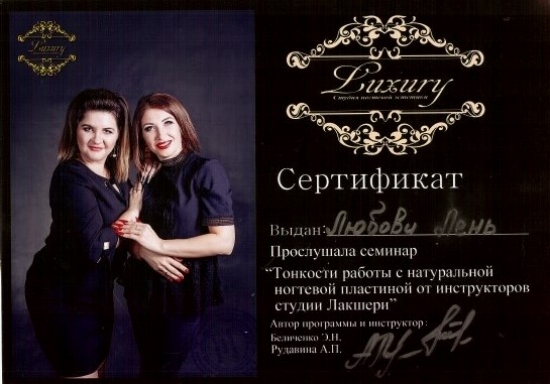 Luxury
Luxury
Студия ногтевой эстетики
Сертификат
Выдан: Любови Лень
Прослушала семинар
“Тонкости работы с натуральной
ногтевой пластиной от инструкторов
студии Лакшери”
Автор программы и инструктор:
Беличенко Э.Н.
Рудавина А.П.